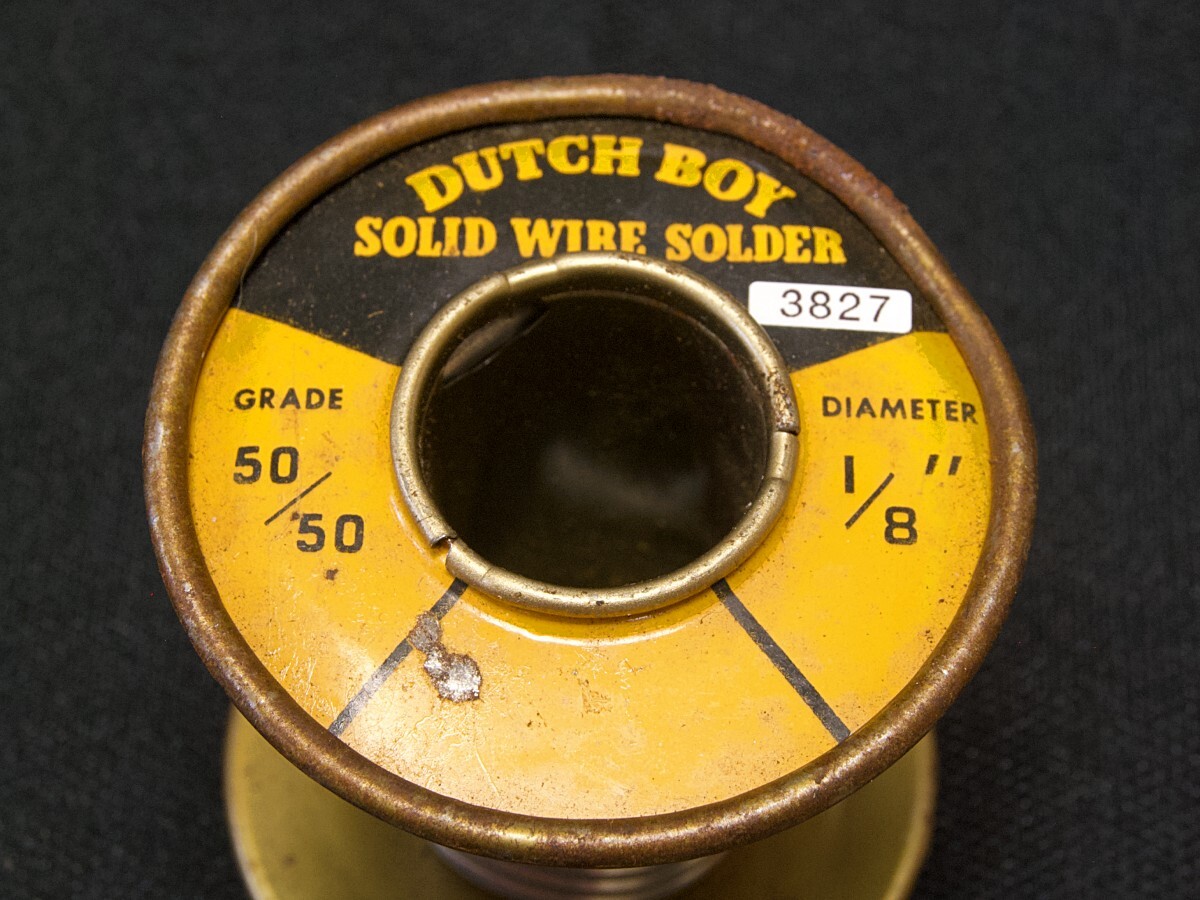 DUTCH BOY
SOLID WIRE SOLDER
3827
GRADE
50/50
DIAMETER
1/8"